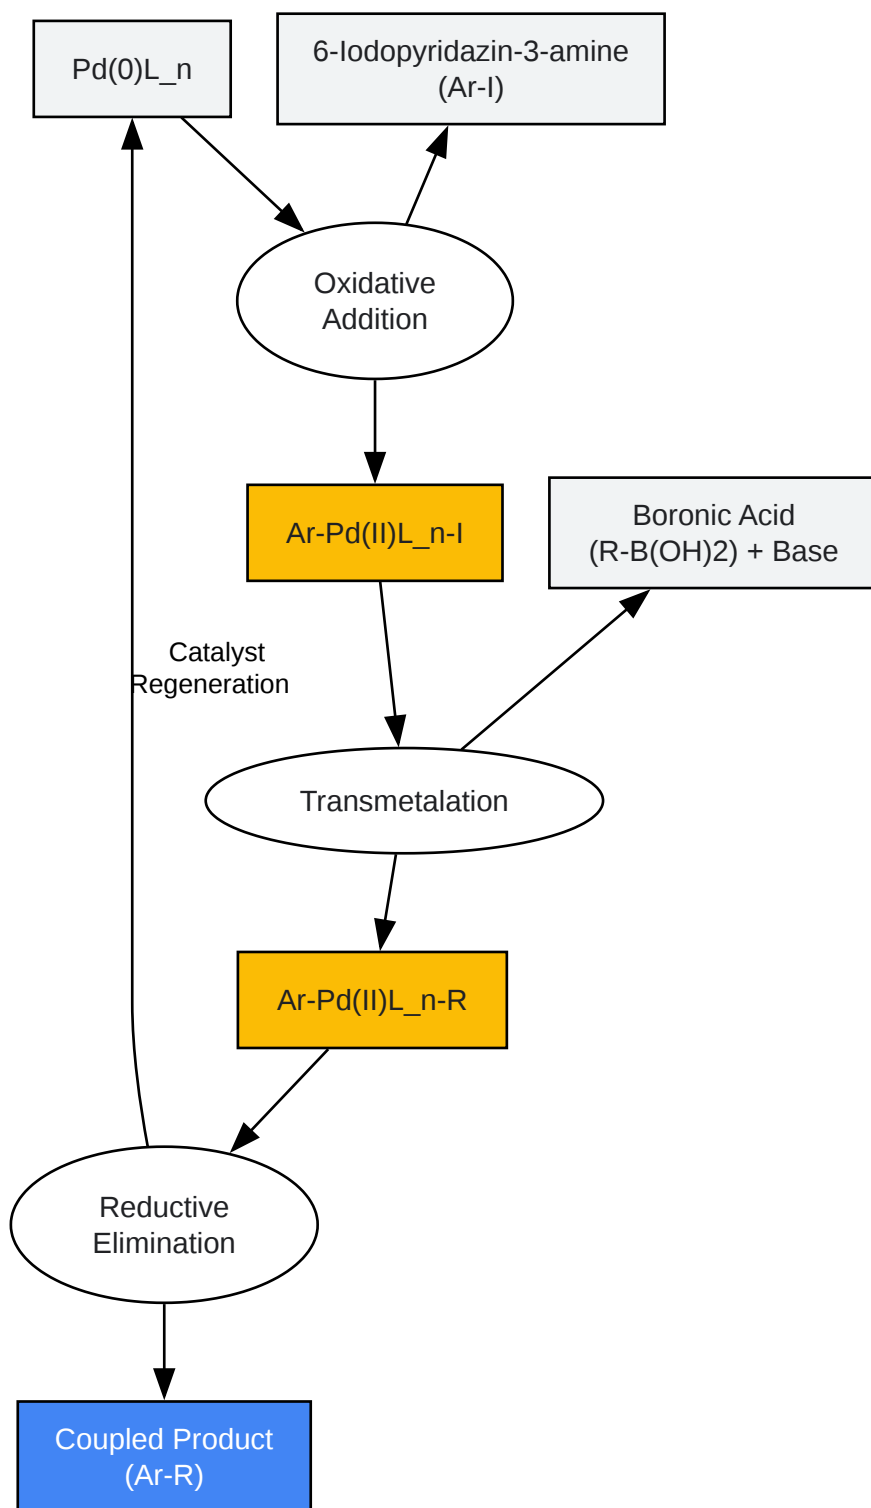 Pd(0)L_n
6-Iodopyridazin-3-amine
(Ar-I)
Oxidative
Addition
Ar-Pd(II)L_n-I
Boronic Acid
(R-B(OH)2) + Base
Catalyst
Regeneration
Transmetalation
Ar-Pd(II)L_n-R
Reductive
Elimination
Coupled Product
(Ar-R)